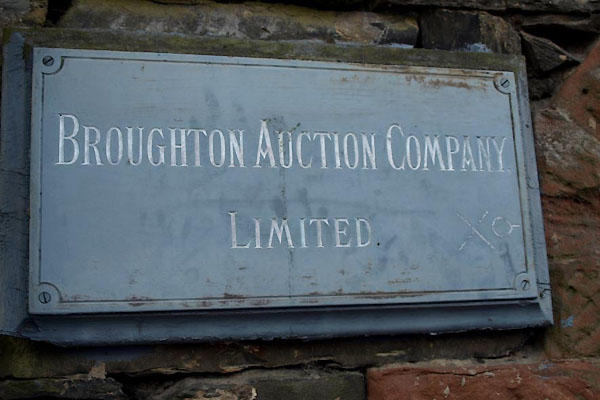 BROUGHTON AUCTION COMPANY.
LIMITED.